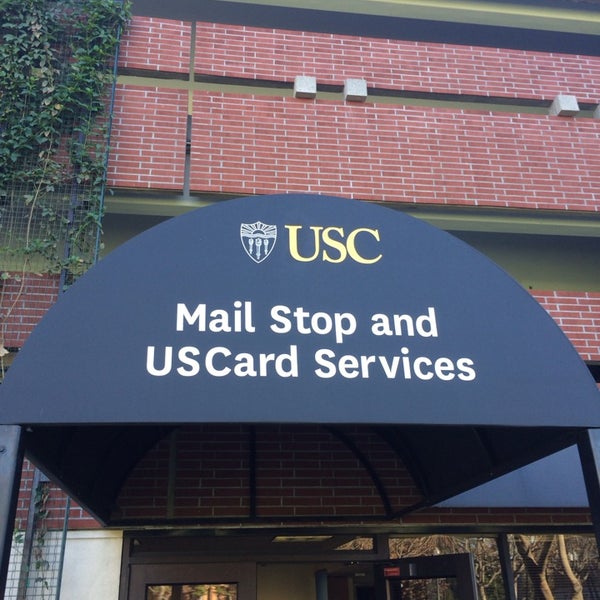 USC
Mail Stop and
USCard Services